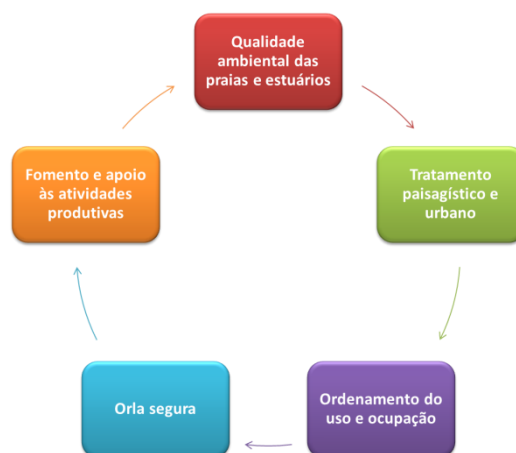 Qualidade
ambiental das
praias e estuários
Tratamento
paisagístico e
urbano
Ordenamento do
uso e ocupação
Orla segura
Fomento e apoio
às atividades
produtivas